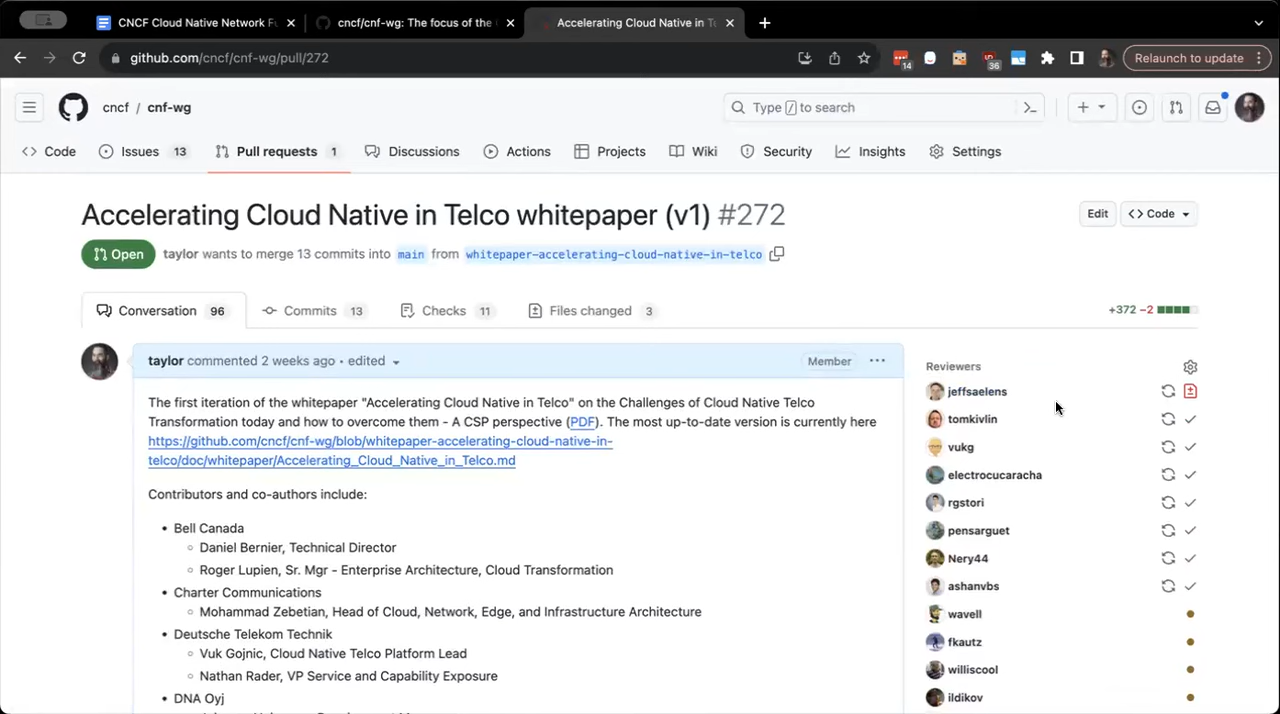 CNCF Cloud Native Network Fu
cncf/cnf-wg: The focus of the
Accelerating Cloud Native in Te
github.com/cncf/cnf-wg/pull/272
14
36
Relaunch to update
cncf / cnf-wg
Type / to search
Code
Issues 13
Pull requests 1
Discussions
Actions
Projects
Wiki
Security
Insights
Settings
Accelerating Cloud Native in Telco whitepaper (v1) #272
Edit
<> Code
Open
taylor wants to merge 13 commits into main from whitepaper-accelerating-cloud-native-in-telco
Conversation 96
Commits 13
Checks 11
Files changed 3
+372 −2
taylor commented 2 weeks ago • edited
Member
The first iteration of the whitepaper "Accelerating Cloud Native in Telco" on the Challenges of Cloud Native Telco
Transformation today and how to overcome them - A CSP perspective (PDF). The most up-to-date version is currently here
https://github.com/cncf/cnf-wg/blob/whitepaper-accelerating-cloud-native-in-
telco/doc/whitepaper/Accelerating_Cloud_Native_in_Telco.md
Contributors and co-authors include:
• Bell Canada
◦ Daniel Bernier, Technical Director
◦ Roger Lupien, Sr. Mgr - Enterprise Architecture, Cloud Transformation
• Charter Communications
◦ Mohammad Zebetian, Head of Cloud, Network, Edge, and Infrastructure Architecture
• Deutsche Telekom Technik
◦ Vuk Gojnic, Cloud Native Telco Platform Lead
◦ Nathan Rader, VP Service and Capability Exposure
• DNA Oyj
Reviewers
jeffsaelens
tomkivlin
vukg
electrocucaracha
rgstori
pensarguet
Nery44
ashanvbs
wavell
fkautz
williscool
ildikov